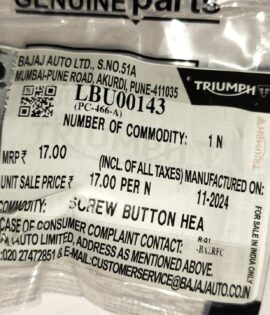 GENUINE parts
BAJAJ AUTO LTD., S.NO.51A
MUMBAI-PUNE ROAD, AKURDI, PUNE-411035
TRIUMPH
LBU00143
(PC-466-A)
NUMBER OF COMMODITY: 1 N
MRP ₹ 17.00
(INCL. OF ALL TAXES) MANUFACTURED ON:
UNIT SALE PRICE ₹ 17.00 PER N 11-2024
COMMODITY: SCREW BUTTON HEA
CASE OF CONSUMER COMPLAINT CONTACT: R-01
AUTO LIMITED, ADDRESS AS MENTIONED ABOVE.
:020 27472851 & E-MAIL:CUSTOMERSERVICE@BAJAJAUTO.CO.IN
TRIUMPH
FOR SALE IN INDIA ONLY